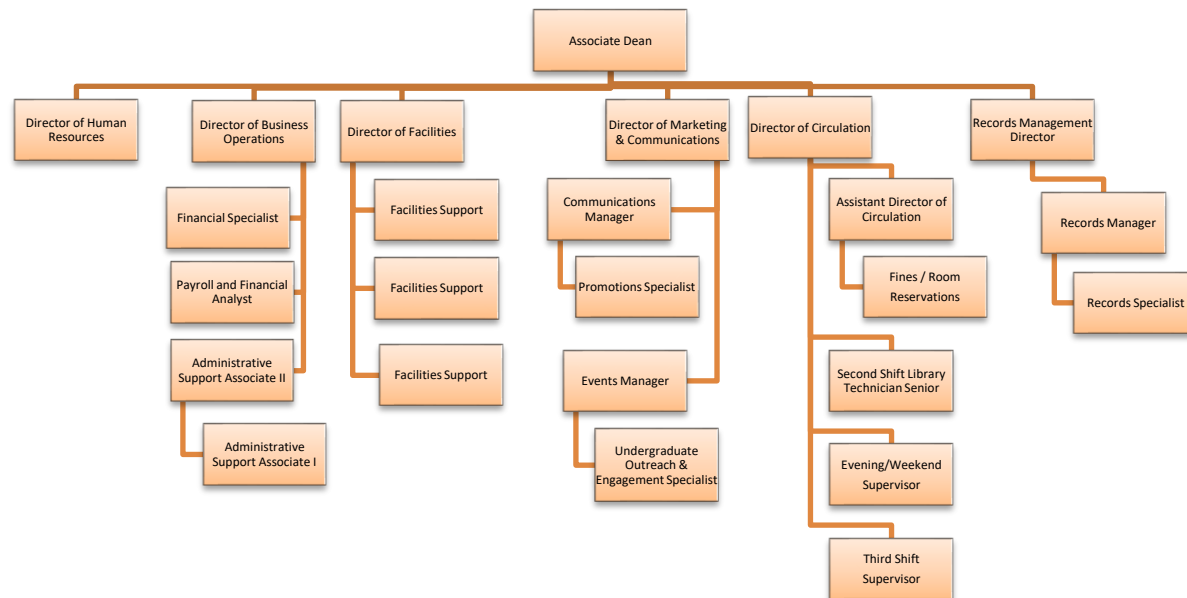 Associate Dean
Director of Human
Resources
Director of Business
Operations
Director of Facilities
Director of Marketing
& Communications
Director of Circulation
Records Management
Director
Financial Specialist
Payroll and Financial
Analyst
Administrative
Support Associate II
Administrative
Support Associate I
Facilities Support
Facilities Support
Facilities Support
Communications
Manager
Promotions Specialist
Events Manager
Undergraduate
Outreach &
Engagement Specialist
Assistant Director of
Circulation
Fines / Room
Reservations
Second Shift Library
Technician Senior
Evening/Weekend
Supervisor
Third Shift
Supervisor
Records Manager
Records Specialist